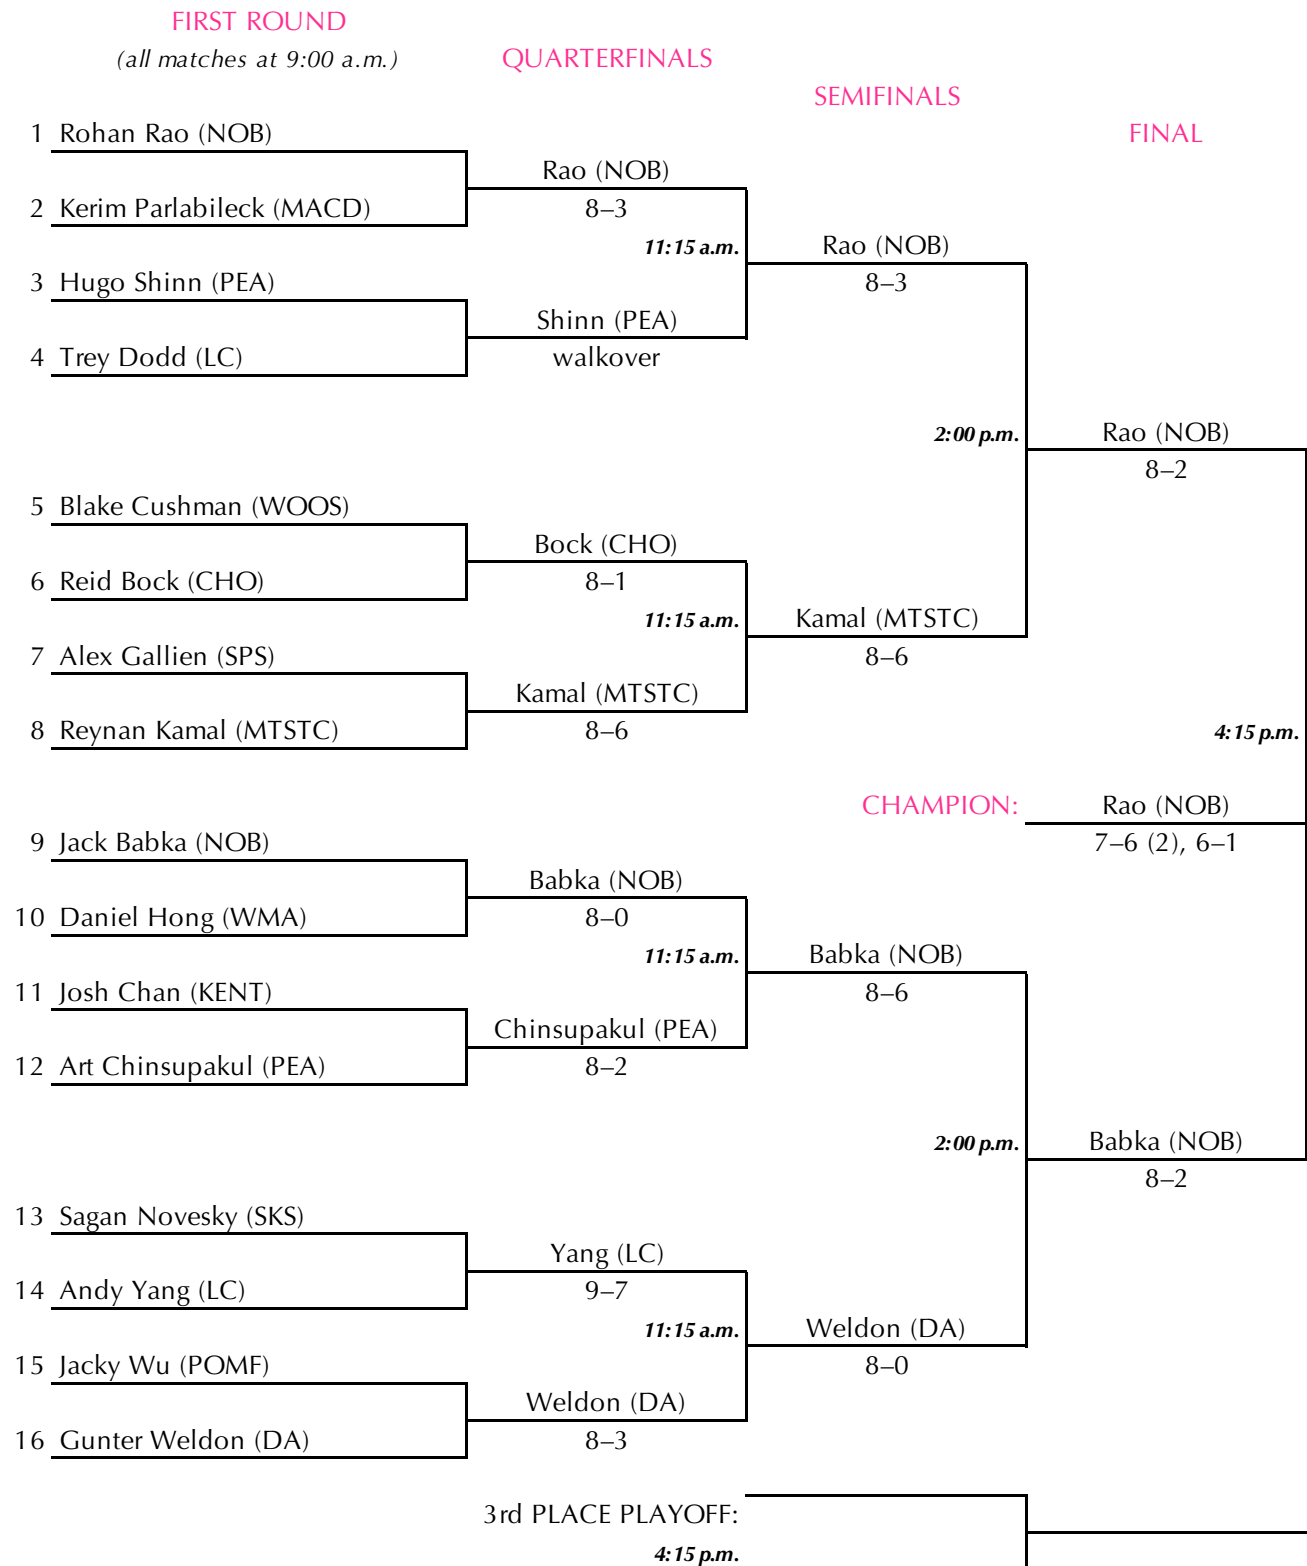 FIRST ROUND
(all matches at 9:00 a.m.)
QUARTERFINALS
SEMIFINALS
FINAL
1 Rohan Rao (NOB)
Rao (NOB)
2 Kerim Parlabileck (MACD)
8–3
11:15 a.m.
Rao (NOB)
3 Hugo Shinn (PEA)
8–3
Shinn (PEA)
4 Trey Dodd (LC)
walkover
2:00 p.m.
Rao (NOB)
8–2
5 Blake Cushman (WOOS)
Bock (CHO)
6 Reid Bock (CHO)
8–1
11:15 a.m.
Kamal (MTSTC)
7 Alex Gallien (SPS)
8–6
Kamal (MTSTC)
8 Reynan Kamal (MTSTC)
8–6
4:15 p.m.
CHAMPION:
Rao (NOB)
9 Jack Babka (NOB)
7–6 (2), 6–1
Babka (NOB)
10 Daniel Hong (WMA)
8–0
11:15 a.m.
Babka (NOB)
11 Josh Chan (KENT)
8–6
Chinsupakul (PEA)
12 Art Chinsupakul (PEA)
8–2
2:00 p.m.
Babka (NOB)
8–2
13 Sagan Novesky (SKS)
Yang (LC)
14 Andy Yang (LC)
9–7
11:15 a.m.
Weldon (DA)
15 Jacky Wu (POMF)
8–0
Weldon (DA)
16 Gunter Weldon (DA)
8–3
3rd PLACE PLAYOFF:
4:15 p.m.